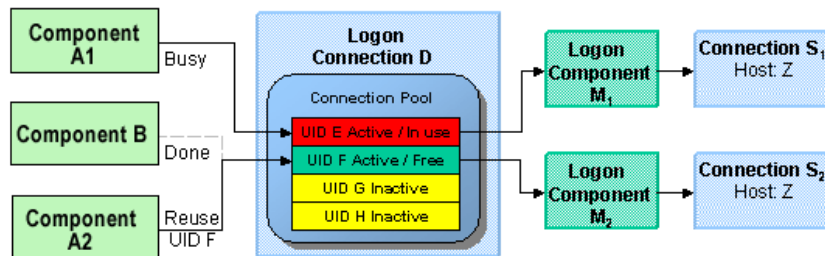 Component
A1
Busy
Component B
Done
Component
A2
Reuse
UID F
Logon
Connection D
Connection Pool
UID E Active / In use
UID F Active / Free
UID G Inactive
UID H Inactive
Logon
Component
M1
Connection S1
Host: Z
Logon
Component
M2
Connection S2
Host: Z